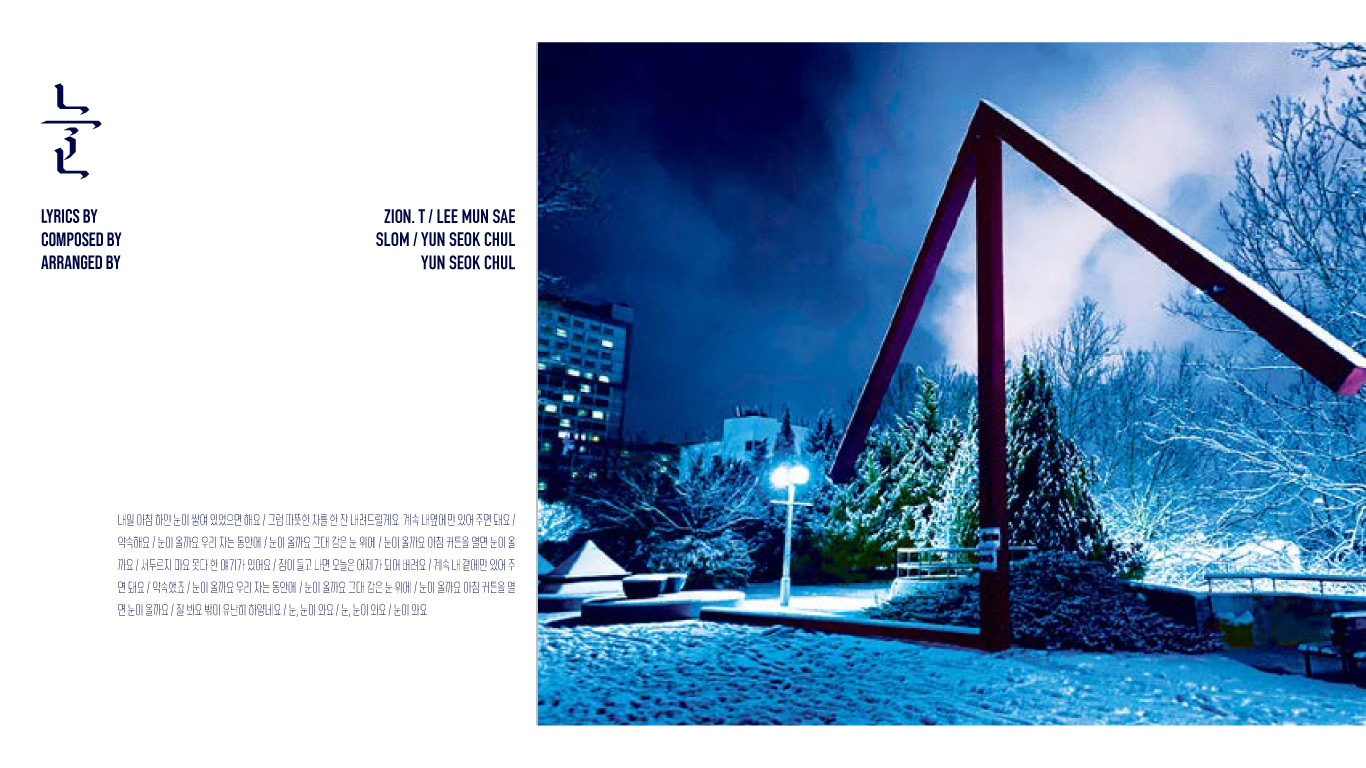 눈
LYRICS BY ZION. T / LEE MUN SAE
COMPOSED BY SLOM / YUN SEOK CHUL
ARRANGED BY YUN SEOK CHUL
내일 아침 하얀 눈이 쌓여 있었으면 해요 / 그럼 따뜻한 차를 한 잔 내려드릴게요 계속 내 옆에만 있어 주면 돼요 /
약속해요 / 눈이 올까요 우리 자는 동안에 / 눈이 올까요 그대 감은 눈 위에 / 눈이 올까요 아침 커튼을 열면 눈이 올
까요 / 서두르지 마요 못다 한 얘기가 있어요 / 잠이 들고 나면 오늘은 어제가 되어 버려요 / 계속 내 곁에만 있어 주
면 돼요 / 약속했죠 / 눈이 올까요 우리 자는 동안에 / 눈이 올까요 그대 감은 눈 위에 / 눈이 올까요 아침 커튼을 열
면 눈이 올까요 / 잘 봐요 밖이 유난히 하얗네요 / 눈, 눈이 와요 / 눈, 눈이 와요 / 눈이 와요